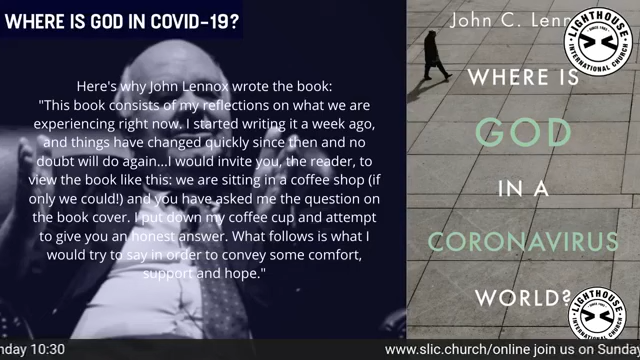 WHERE IS GOD IN COVID-19?
Here's why John Lennox wrote the book:
"This book consists of my reflections on what we are
experiencing right now. I started writing it a week ago,
and things have changed quickly since then and no
doubt will do again...I would invite you, the reader, to
view the book like this: we are sitting in a coffee shop (if
only we could!) and you have asked me the question on
the book cover. I put down my coffee cup and attempt
to give you an honest answer. What follows is what I
would try to say in order to convey some comfort,
support and hope."
John C. Lenn
WHERE IS
GOD
IN A
CORONAVIRUS
WORLD?
LIGHTHOUSE
SINCE 1982
INTERNATIONAL CHURCH
LIGHTHOUSE
INTERNATIONAL CHURCH
nday 10:30
www.slic.church/online join us on Sunday